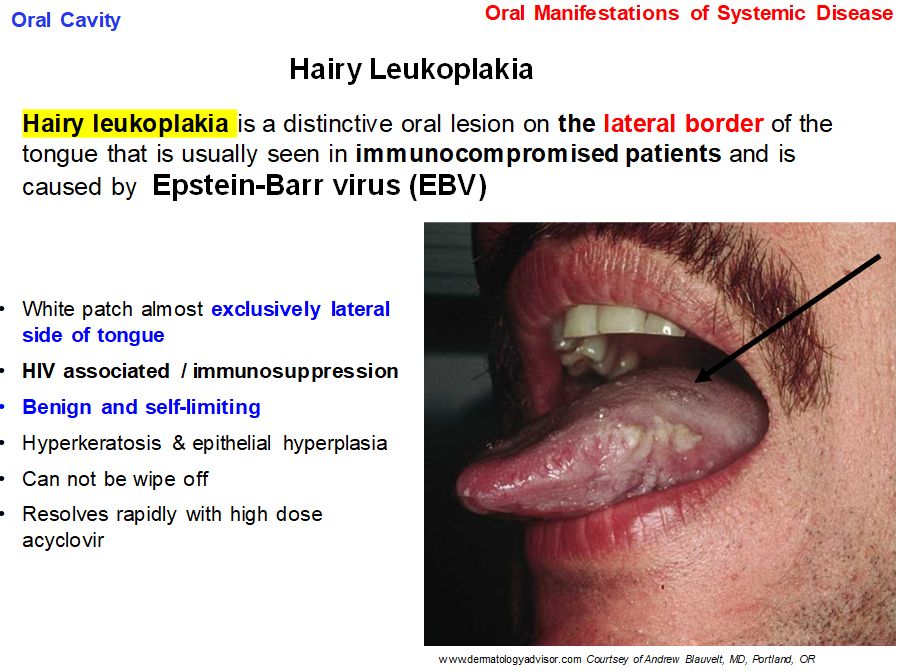 Oral Cavity
Oral Manifestations of Systemic Disease
Hairy Leukoplakia
Hairy leukoplakia is a distinctive oral lesion on the lateral border of the
tongue that is usually seen in immunocompromised patients and is
caused by Epstein-Barr virus (EBV)
• White patch almost exclusively lateral
side of tongue
• HIV associated / immunosuppression
• Benign and self-limiting
• Hyperkeratosis & epithelial hyperplasia
• Can not be wipe off
• Resolves rapidly with high dose
acyclovir
www.dermatologyadvisor.com Courtsey of Andrew Blauvelt, MD, Portland, OR